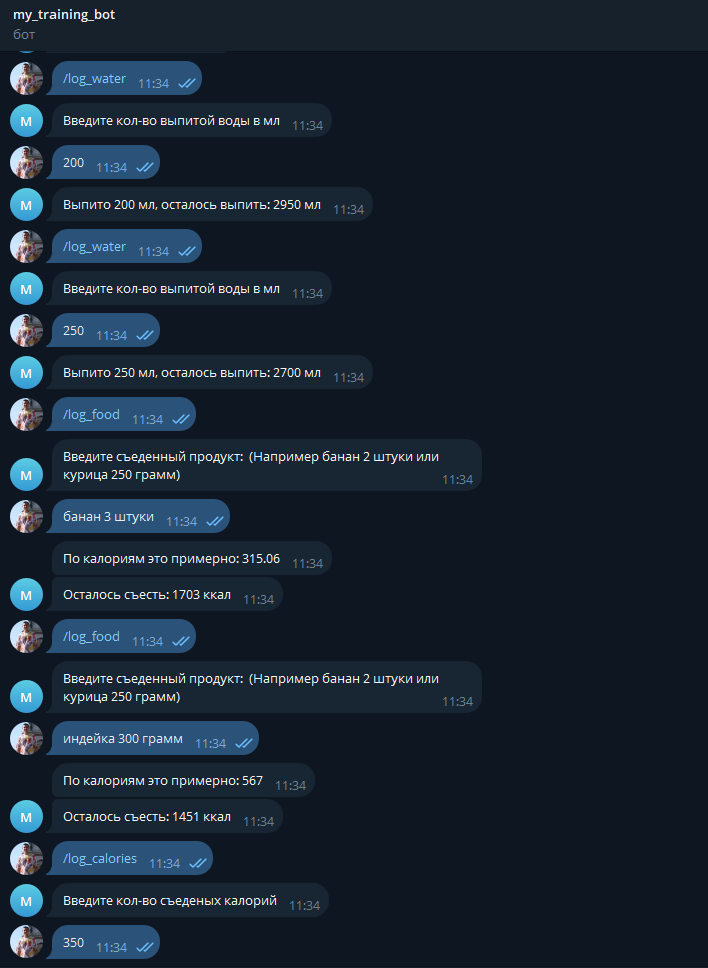 my_training_bot
бот
/log_water 11:34
M
Введите кол-во выпитой воды в мл 11:34
200 11:34
M
Выпито 200 мл, осталось выпить: 2950 мл 11:34
/log_water 11:34
M
Введите кол-во выпитой воды в мл 11:34
250 11:34
M
Выпито 250 мл, осталось выпить: 2700 мл 11:34
/log_food 11:34
Введите съеденный продукт: (Например банан 2 штуки или
M
курица 250 грамм) 11:34
банан 3 штуки 11:34
По калориям это примерно: 315.06 11:34
M
Осталось съесть: 1703 ккал 11:34
/log_food 11:34
Введите съеденный продукт: (Например банан 2 штуки или
M
курица 250 грамм) 11:34
индейка 300 грамм 11:34
По калориям это примерно: 567 11:34
M
Осталось съесть: 1451 ккал 11:34
/log_calories 11:34
M
Введите кол-во съеденых калорий 11:34
350 11:34